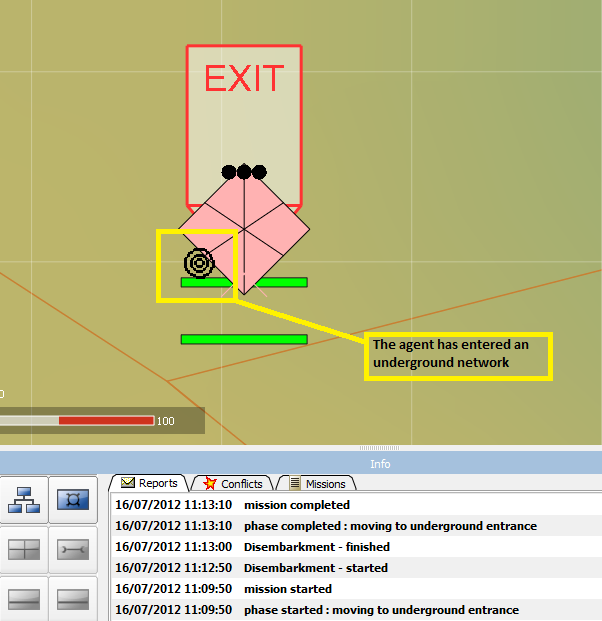 EXIT
The agent has entered an
underground network
0
100
Info
Reports
Conflicts
Missions
16/07/2012 11:13:10 mission completed
16/07/2012 11:13:10 phase completed : moving to underground entrance
16/07/2012 11:13:00 Disembarkment - finished
16/07/2012 11:12:50 Disembarkment - started
16/07/2012 11:09:50 mission started
16/07/2012 11:09:50 phase started : moving to underground entrance